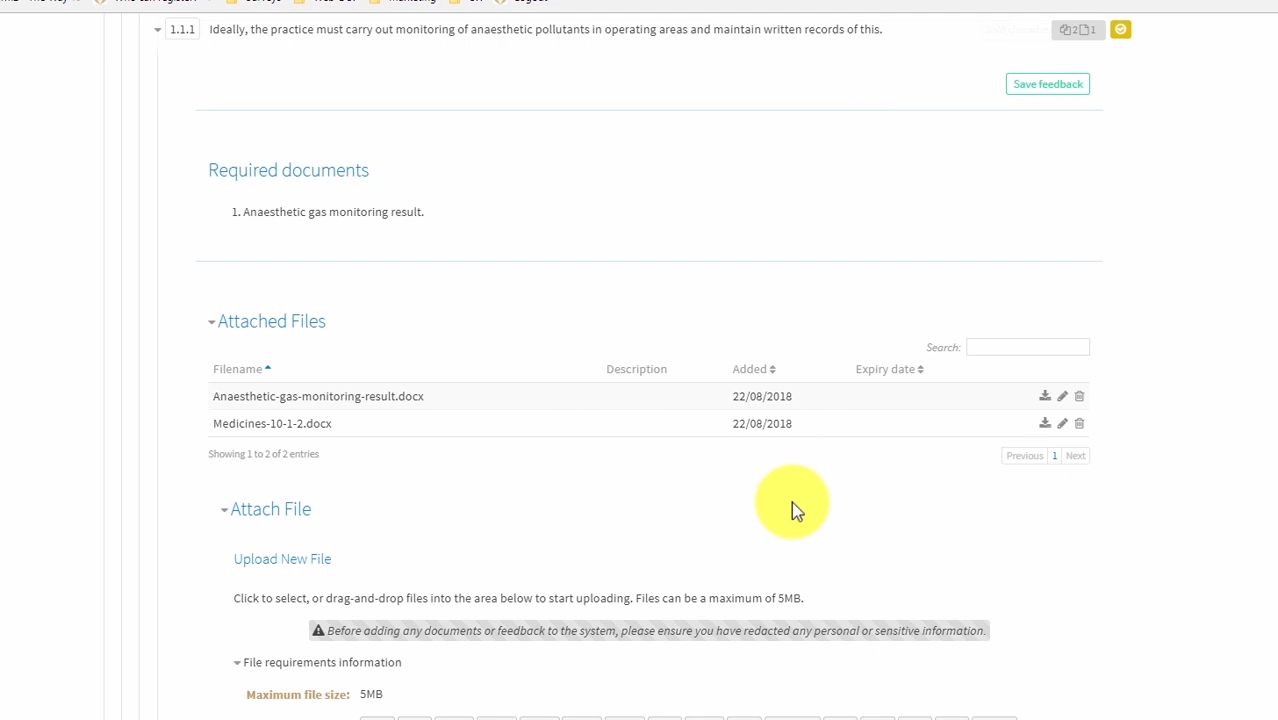 Logout
1.1.1 Ideally, the practice must carry out monitoring of anaesthetic pollutants in operating areas and maintain written records of this. 2 1
Save feedback
Required documents
1. Anaesthetic gas monitoring result.
Attached Files
Search:
Filename Description Added Expiry date
Anaesthetic-gas-monitoring-result.docx 22/08/2018
Medicines-10-1-2.docx 22/08/2018
Showing 1 to 2 of 2 entries Previous 1 Next
Attach File
Upload New File
Click to select, or drag-and-drop files into the area below to start uploading. Files can be a maximum of 5MB.
Before adding any documents or feedback to the system, please ensure you have redacted any personal or sensitive information.
File requirements information
Maximum file size: 5MB